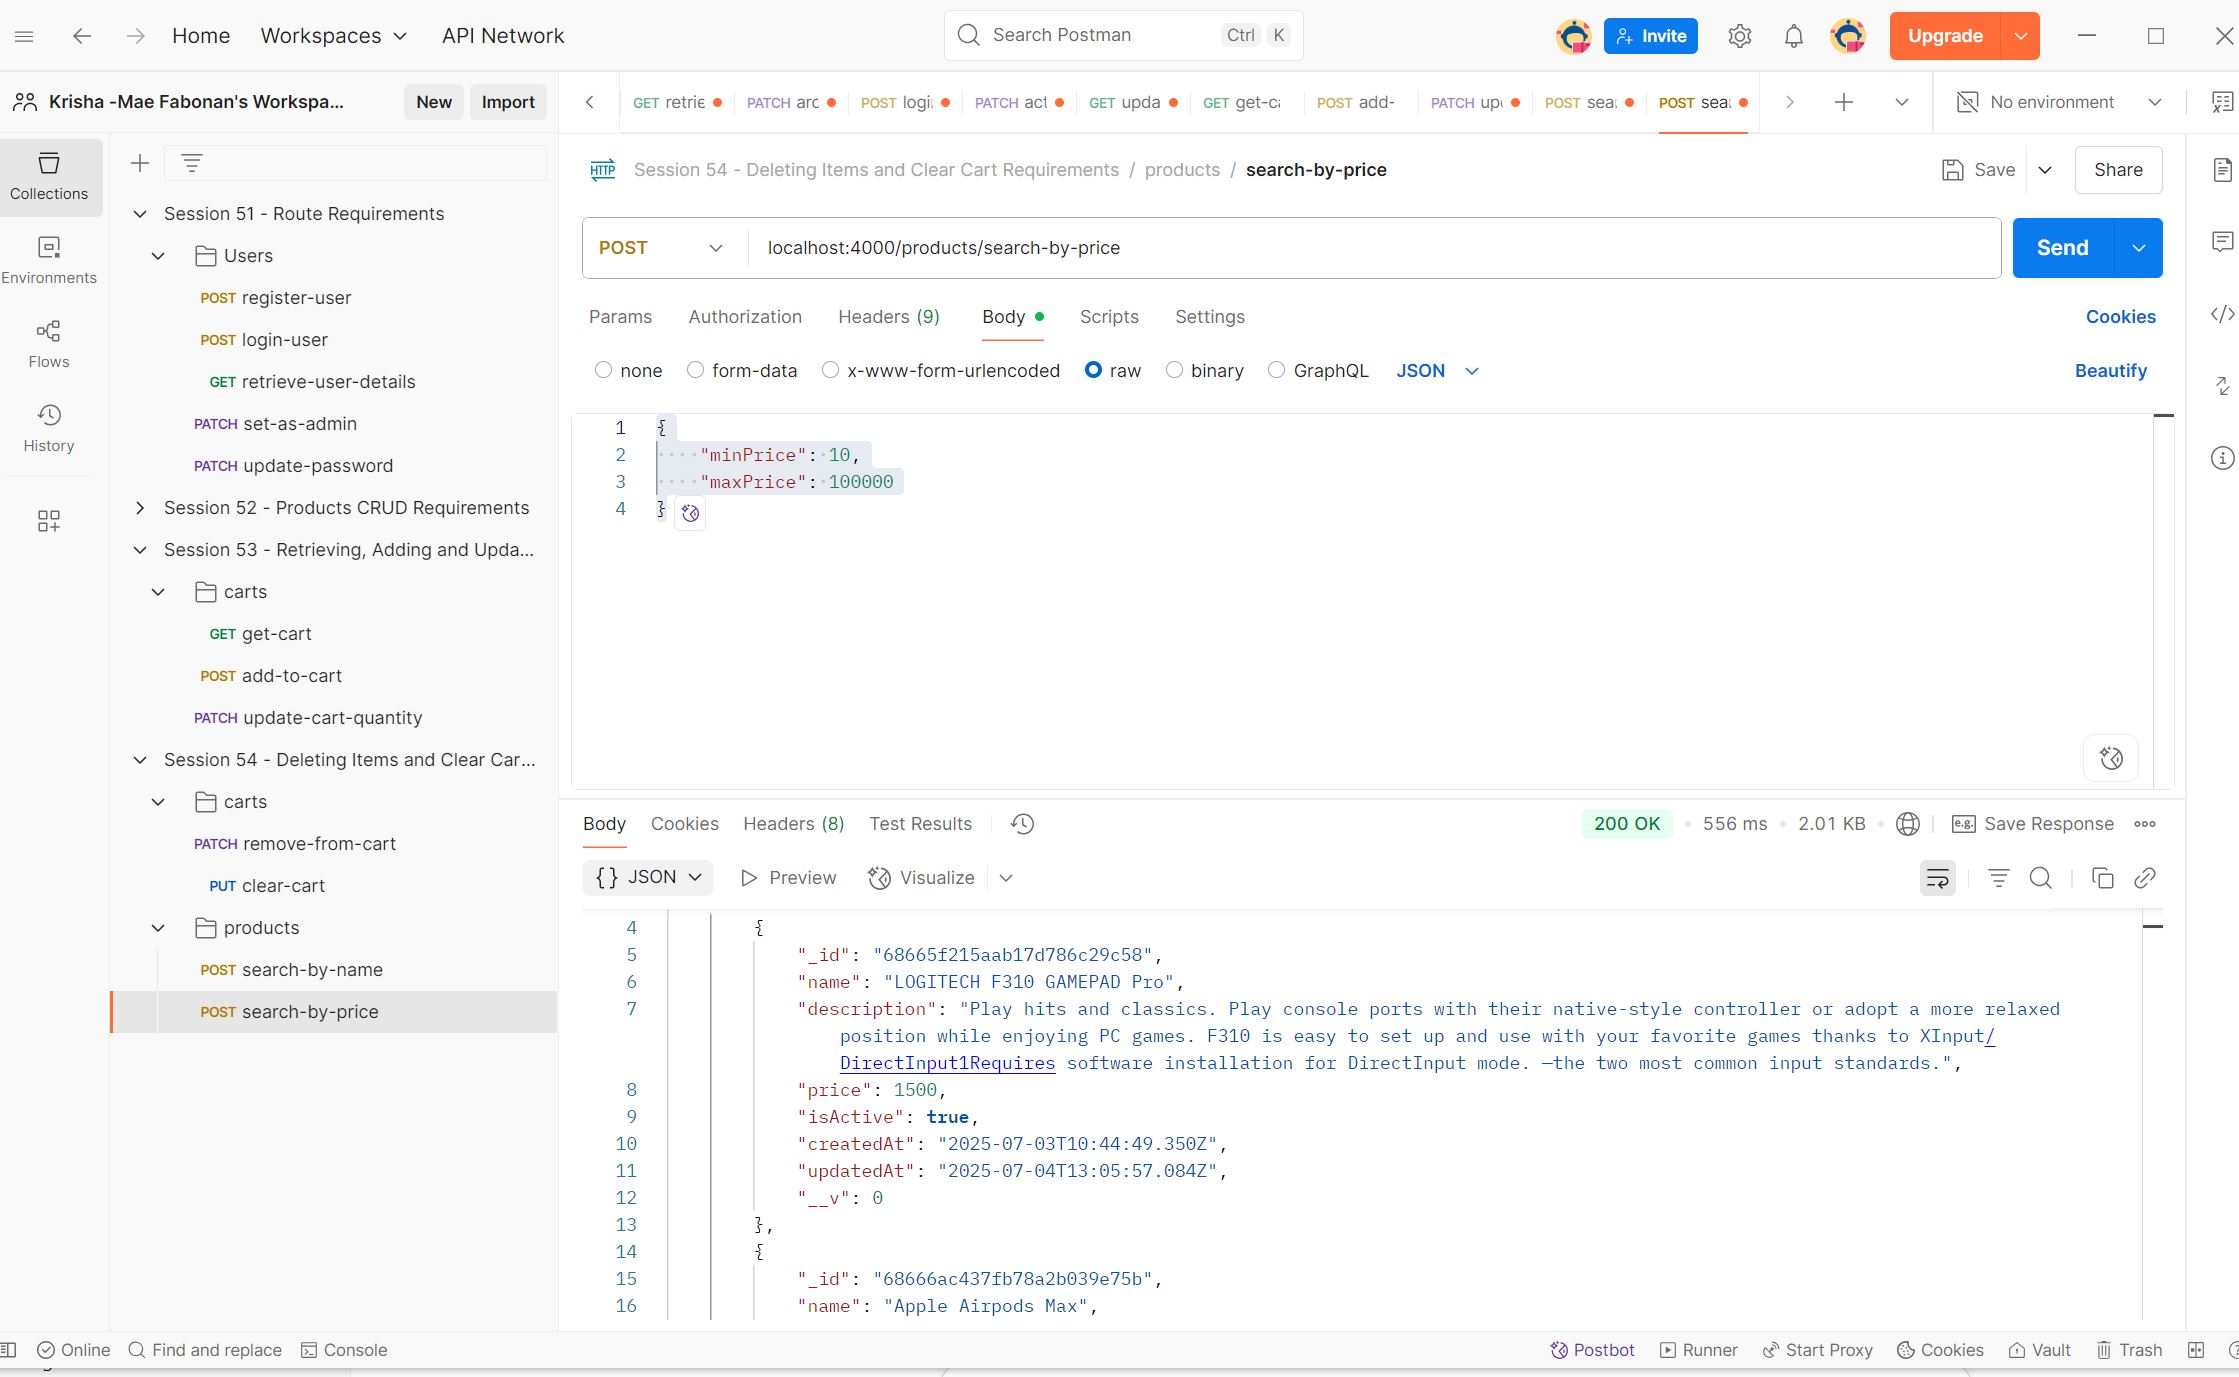 Home
Workspaces
API Network
Search Postman
Ctrl K
Invite
Upgrade
Krisha -Mae Fabonan's Workspa...
New
Import
GET retrie
PATCH arc
POST logi
PATCH act
GET upda
GET get-ca
POST add-
PATCH up
POST sea
POST sea
No environment
Collections
Environments
Flows
History
Session 51 - Route Requirements
Users
POST register-user
POST login-user
GET retrieve-user-details
PATCH set-as-admin
PATCH update-password
Session 52 - Products CRUD Requirements
Session 53 - Retrieving, Adding and Upda...
carts
GET get-cart
POST add-to-cart
PATCH update-cart-quantity
Session 54 - Deleting Items and Clear Car...
carts
PATCH remove-from-cart
PUT clear-cart
products
POST search-by-name
POST search-by-price
HTTP Session 54 - Deleting Items and Clear Cart Requirements / products / search-by-price
Save
Share
POST
localhost:4000/products/search-by-price
Send
Params Authorization Headers (9) Body Scripts Settings
Cookies
none form-data x-www-form-urlencoded raw binary GraphQL JSON
Beautify
1 {
2 "minPrice": 10,
3 "maxPrice": 100000
4 }
Body Cookies Headers (8) Test Results
200 OK 556 ms 2.01 KB e.g. Save Response
{} JSON Preview Visualize
4 {
5 "_id": "68665f215aab17d786c29c58",
6 "name": "LOGITECH F310 GAMEPAD Pro",
7 "description": "Play hits and classics. Play console ports with their native-style controller or adopt a more relaxed
position while enjoying PC games. F310 is easy to set up and use with your favorite games thanks to XInput/
DirectInput1Requires software installation for DirectInput mode. —the two most common input standards.",
8 "price": 1500,
9 "isActive": true,
10 "createdAt": "2025-07-03T10:44:49.350Z",
11 "updatedAt": "2025-07-04T13:05:57.084Z",
12 "__v": 0
13 },
14 {
15 "_id": "68666ac437fb78a2b039e75b",
16 "name": "Apple Airpods Max",
Online
Find and replace
Console
Postbot
Runner
Start Proxy
Cookies
Vault
Trash